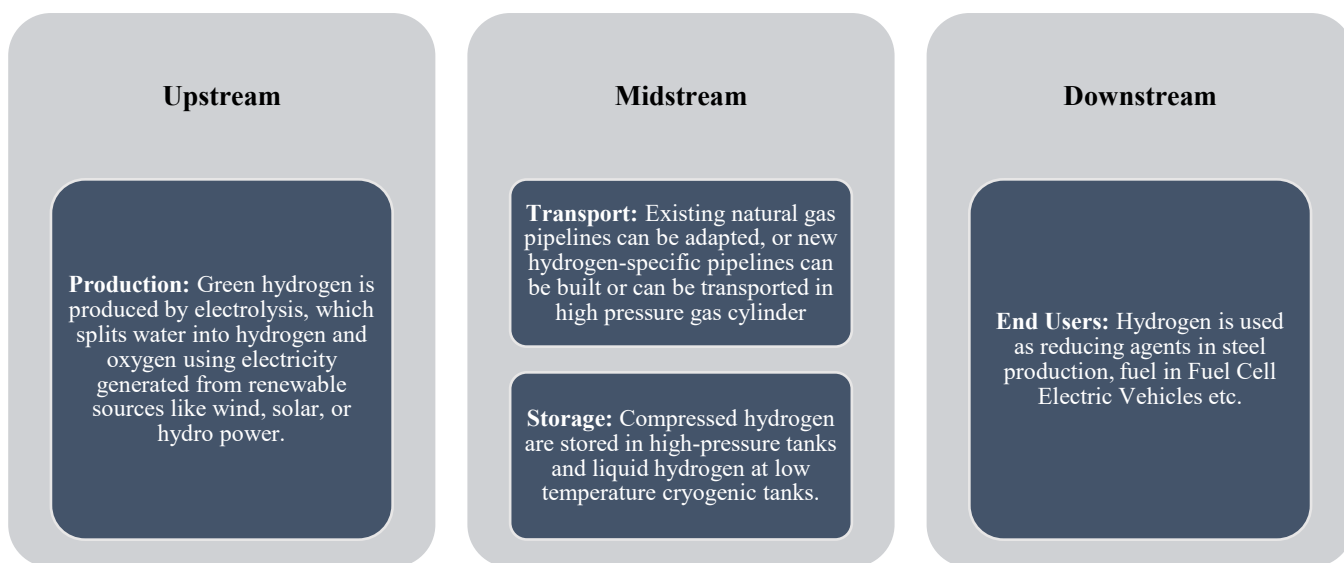 Upstream
Production: Green hydrogen is
produced by electrolysis, which
splits water into hydrogen and
oxygen using electricity
generated from renewable
sources like wind, solar, or
hydro power.
Midstream
Transport: Existing natural gas
pipelines can be adapted, or new
hydrogen-specific pipelines can
be built or can be transported in
high pressure gas cylinder
Storage: Compressed hydrogen
are stored in high-pressure tanks
and liquid hydrogen at low
temperature cryogenic tanks.
Downstream
End Users: Hydrogen is used
as reducing agents in steel
production, fuel in Fuel Cell
Electric Vehicles etc.